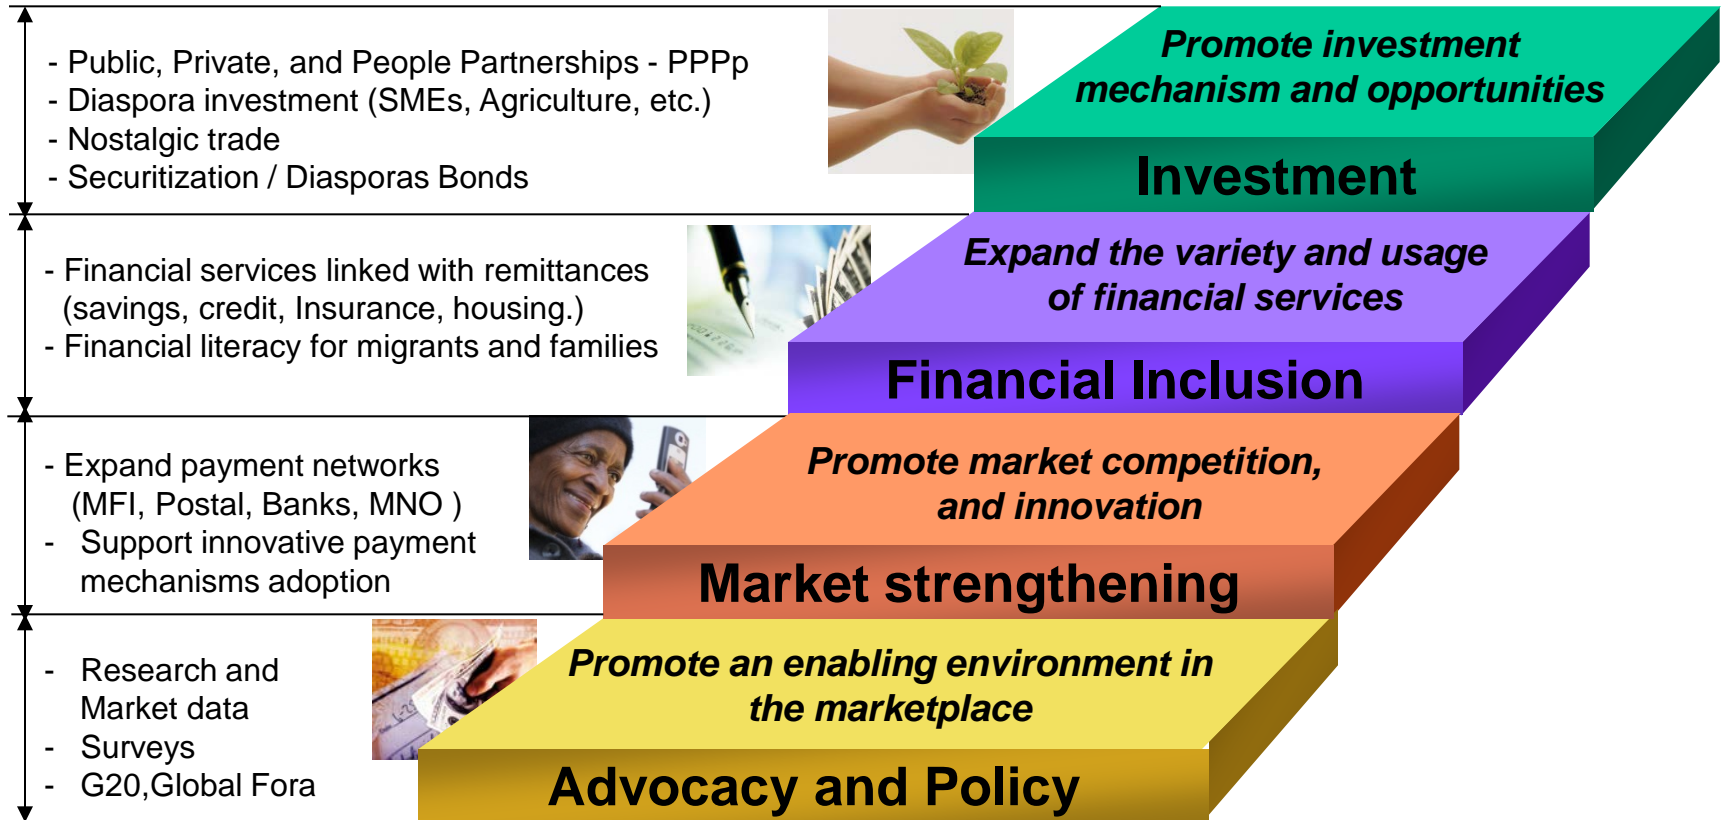 - Public, Private, and People Partnerships - PPPp
- Diaspora investment (SMEs, Agriculture, etc.)
- Nostalgic trade
- Securitization / Diasporas Bonds
Promote investment
mechanism and opportunities
Investment
- Financial services linked with remittances
(savings, credit, Insurance, housing.)
- Financial literacy for migrants and families
Expand the variety and usage
of financial services
Financial Inclusion
- Expand payment networks
(MFI, Postal, Banks, MNO )
- Support innovative payment
mechanisms adoption
Promote market competition,
and innovation
Market strengthening
- Research and
Market data
- Surveys
- G20,Global Fora
Promote an enabling environment in
the marketplace
Advocacy and Policy